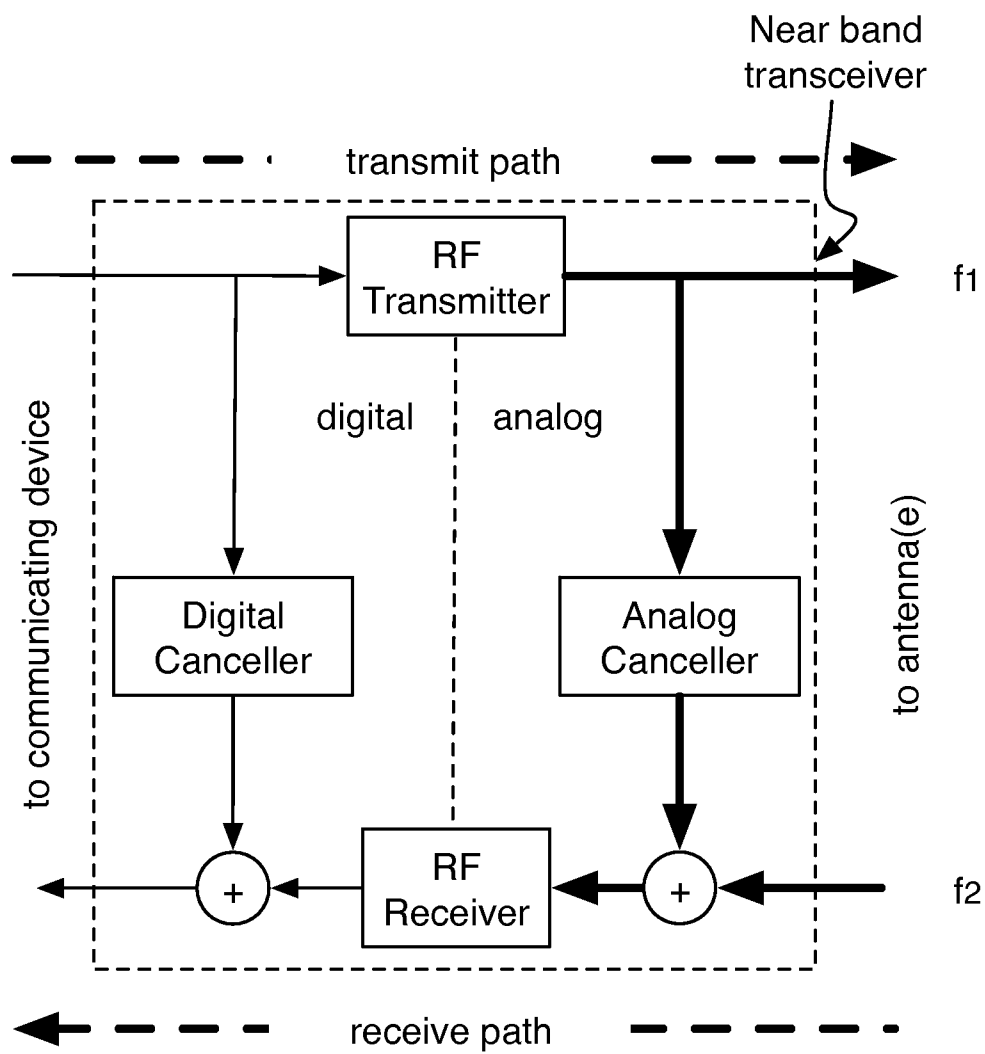 Near band
transceiver
transmit path
RF
Transmitter
f1
digital
analog
to communicating device
to antenna(e)
Digital
Canceller
Analog
Canceller
RF
Receiver
+
+
f2
receive path